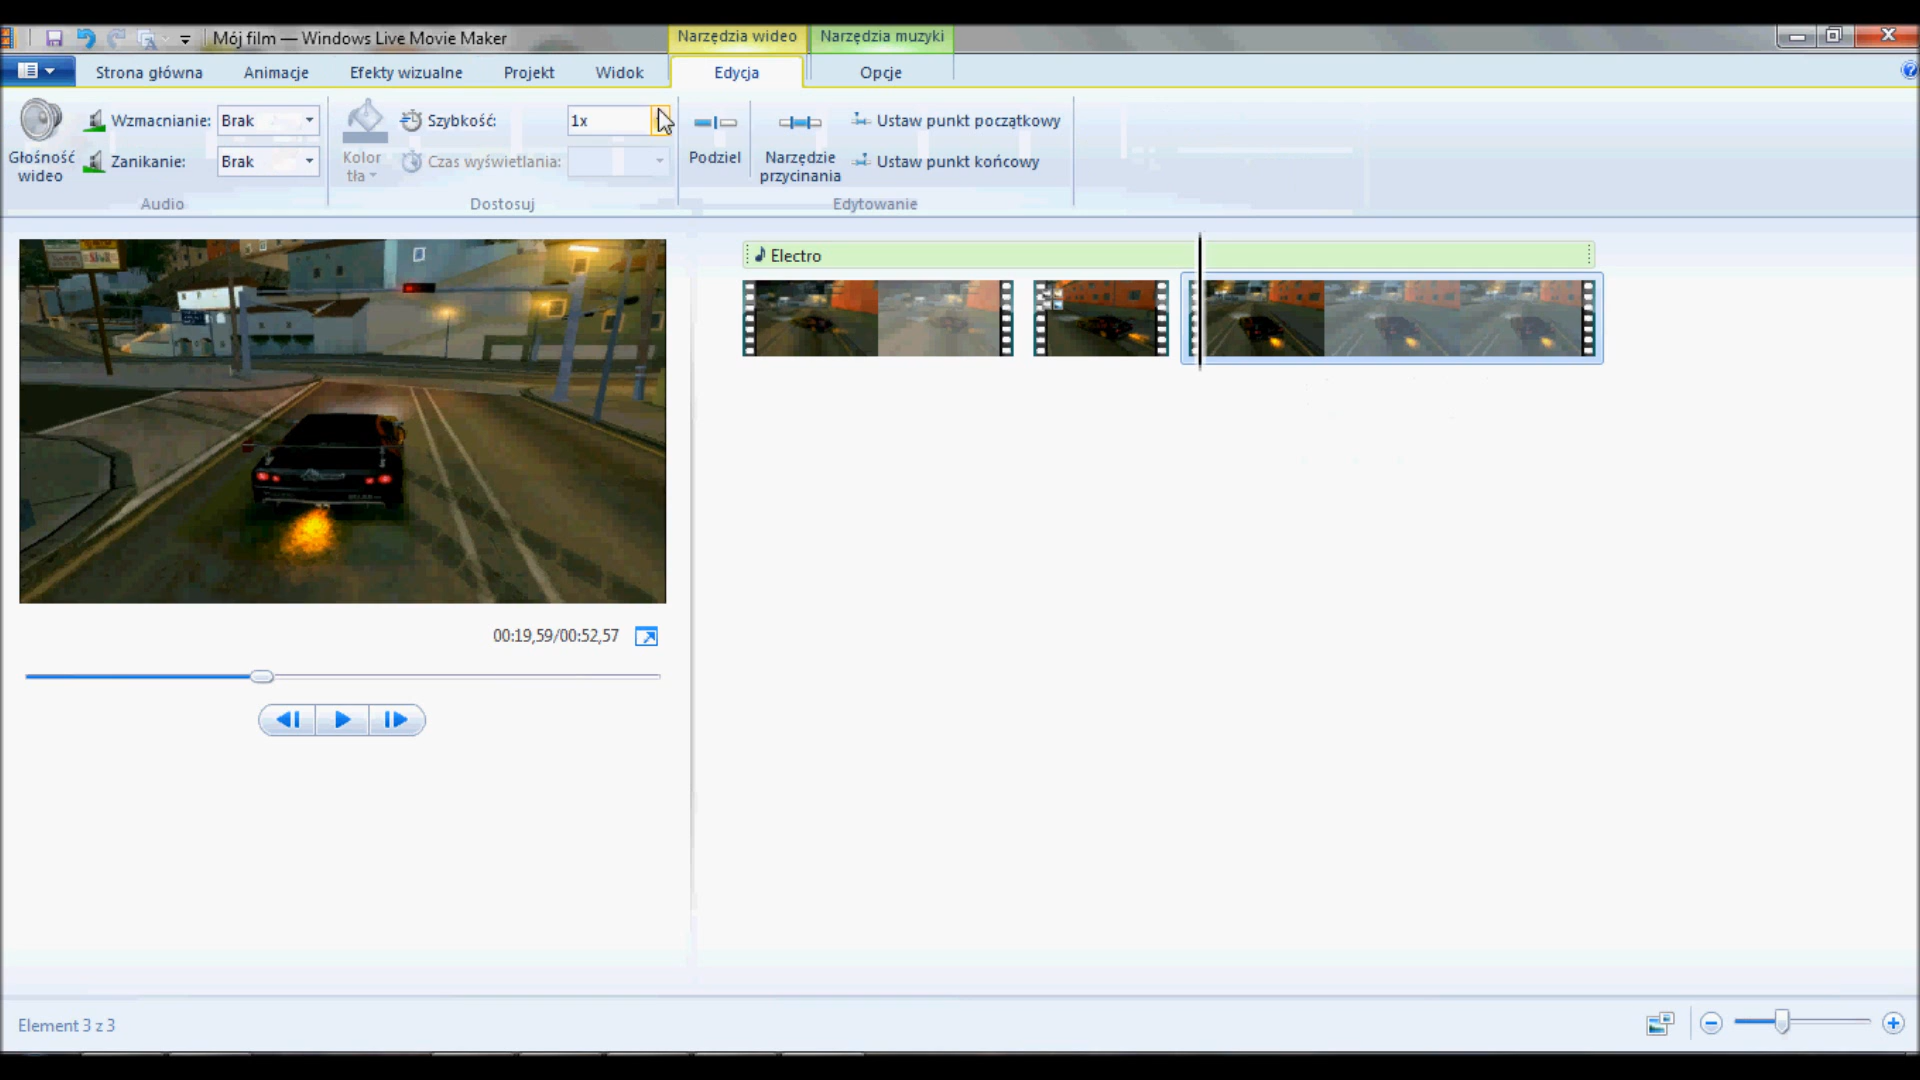 Mój film — Windows Live Movie Maker
Narzędzia wideo
Narzędzia muzyki
Strona główna
Animacje
Efekty wizualne
Projekt
Widok
Edycja
Opcje
Głośność wideo
Wzmacnianie: Brak
Zanikanie: Brak
Audio
Kolor tła
Szybkość: 1x
Czas wyświetlania:
Dostosuj
Podziel
Narzędzie przycinania
Ustaw punkt początkowy
Ustaw punkt końcowy
Edytowanie
Electro
00:19,59/00:52,57
Element 3 z 3